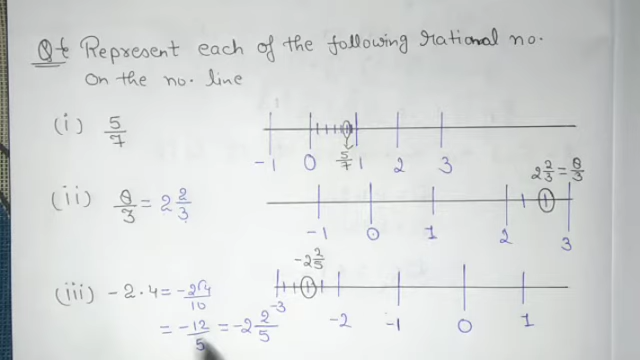 Qt Represent each of the following rational no.
on the no. line
(i) 5/7
-1 0 5/7 1 2 3
(ii) 8/3 = 2 2/3
2 2/3 = 8/3
-1 0 1 2 3
(iii) -2.4 = -24/10
= -12/5 = -2 2/5
-2 2/5
-3 -2 -1 0 1